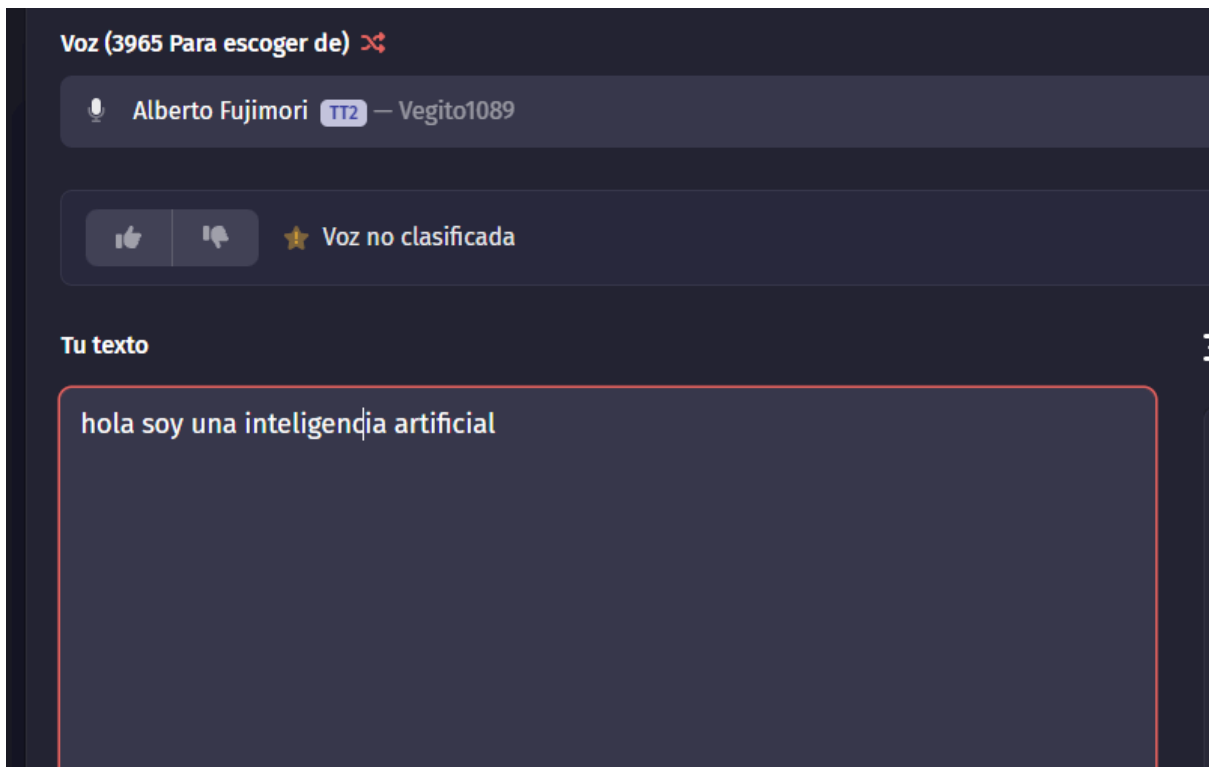 Voz (3965 Para escoger de)
Alberto Fujimori TT2 — Vegito1089
Voz no clasificada
Tu texto
hola soy una inteligencia artificial